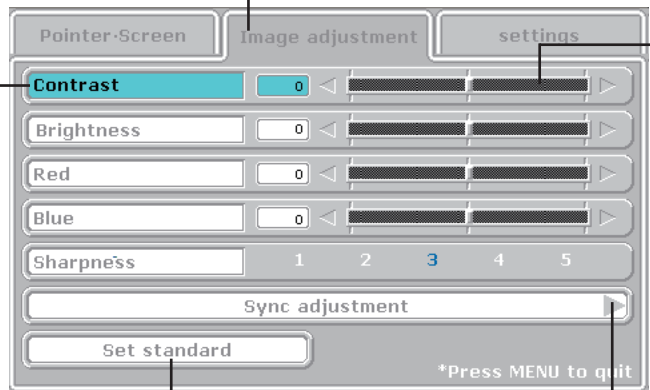 Pointer·Screen Image adjustment settings
Contrast 0
Brightness 0
Red 0
Blue 0
Sharpness 1 2 3 4 5
Sync adjustment
Set standard
*Press MENU to quit